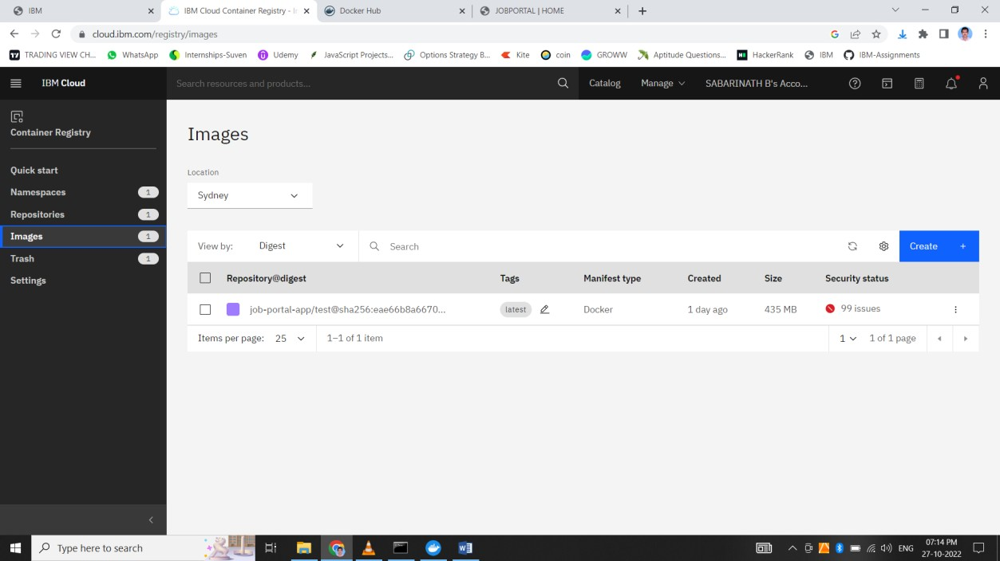 IBM
IBM Cloud Container Registry - I
Docker Hub
JOBPORTAL | HOME
cloud.ibm.com/registry/images
TRADING VIEW CH...
WhatsApp
Internships-Suven
Udemy
JavaScript Projects...
Options Strategy B...
Kite
coin
GROWW
Aptitude Questions...
HackerRank
IBM
IBM-Assignments
IBM Cloud
Search resources and products...
Catalog
Manage
SABARINATH B's Acco...
Container Registry
Quick start
Namespaces 1
Repositories 1
Images 1
Trash 1
Settings
Images
Location
Sydney
View by: Digest
Search
Create +
Repository@digest Tags Manifest type Created Size Security status
job-portal-app/test@sha256:eae66b8a6670... latest Docker 1 day ago 435 MB 99 issues
Items per page: 25 1–1 of 1 item 1 1 of 1 page
Type here to search
ENG
07:14 PM
27-10-2022